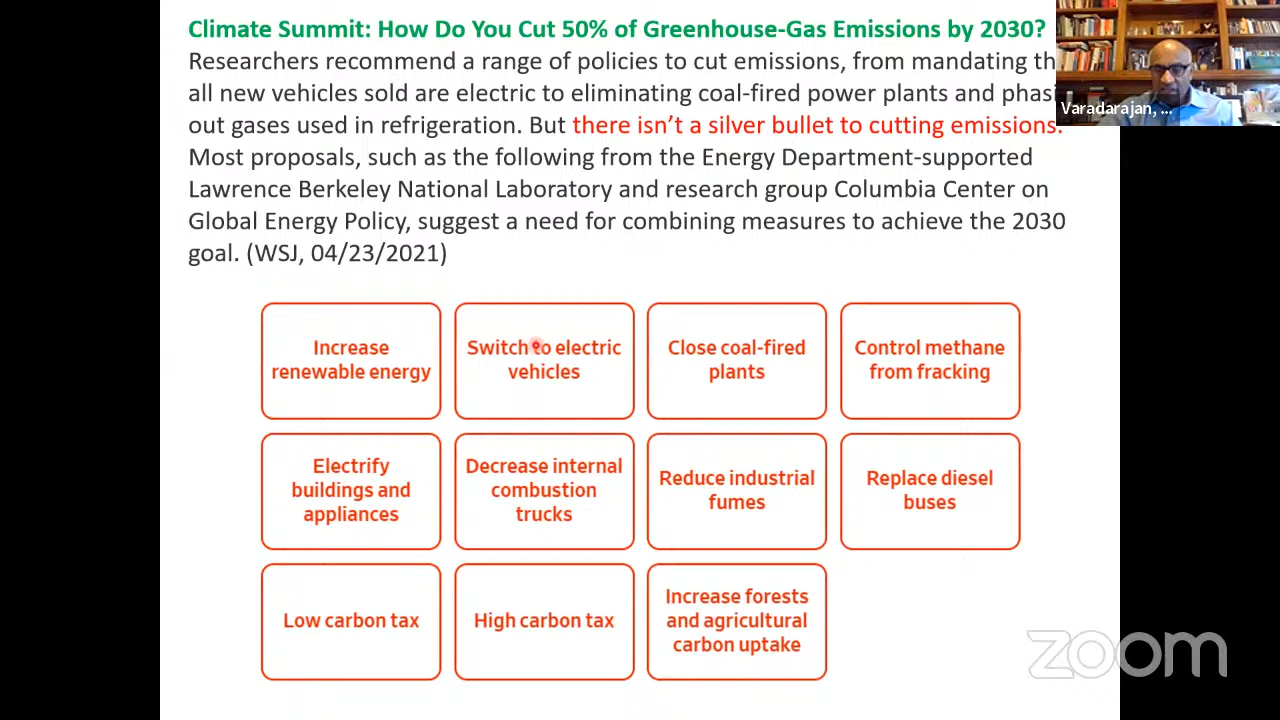 Climate Summit: How Do You Cut 50% of Greenhouse-Gas Emissions by 2030?
Researchers recommend a range of policies to cut emissions, from mandating
all new vehicles sold are electric to eliminating coal-fired power plants and
out gases used in refrigeration. But there isn't a silver bullet to cutting emissions.
Most proposals, such as the following from the Energy Department-supported
Lawrence Berkeley National Laboratory and research group Columbia Center on
Global Energy Policy, suggest a need for combining measures to achieve the 2030
goal. (WSJ, 04/23/2021)
Varadarajan, ...
Increase
renewable energy
Switch to electric
vehicles
Close coal-fired
plants
Control methane
from fracking
Electrify
buildings and
appliances
Decrease internal
combustion
trucks
Reduce industrial
fumes
Replace diesel
buses
Low carbon tax
High carbon tax
Increase forests
and agricultural
carbon uptake
zoom